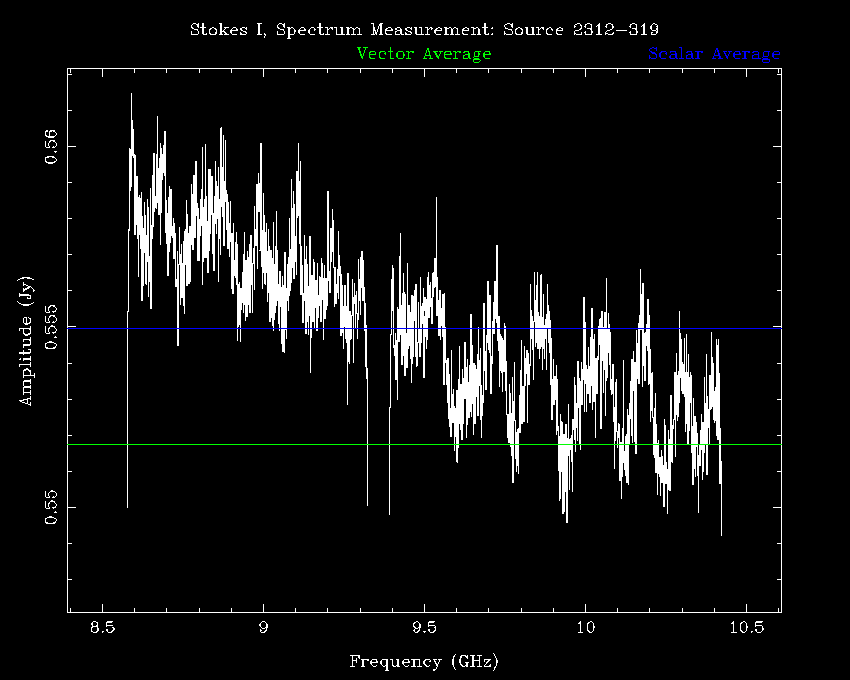 Stokes I, Spectrum Measurement: Source 2312−319
Vector Average
Scalar Average
0.56
0.555
0.55
Amplitude (Jy)
8.5 9 9.5 10 10.5
Frequency (GHz)